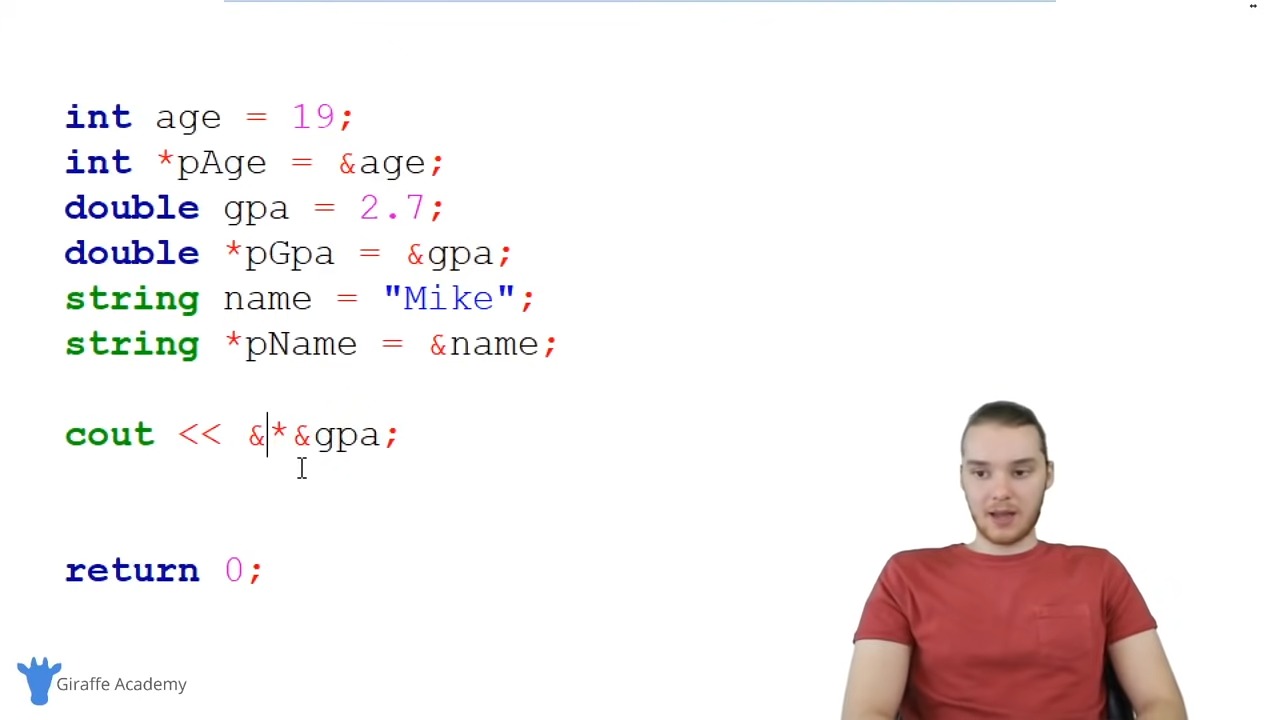 int age = 19;
int *pAge = &age;
double gpa = 2.7;
double *pGpa = &gpa;
string name = "Mike";
string *pName = &name;
cout << &*&gpa;
return 0;
Giraffe Academy